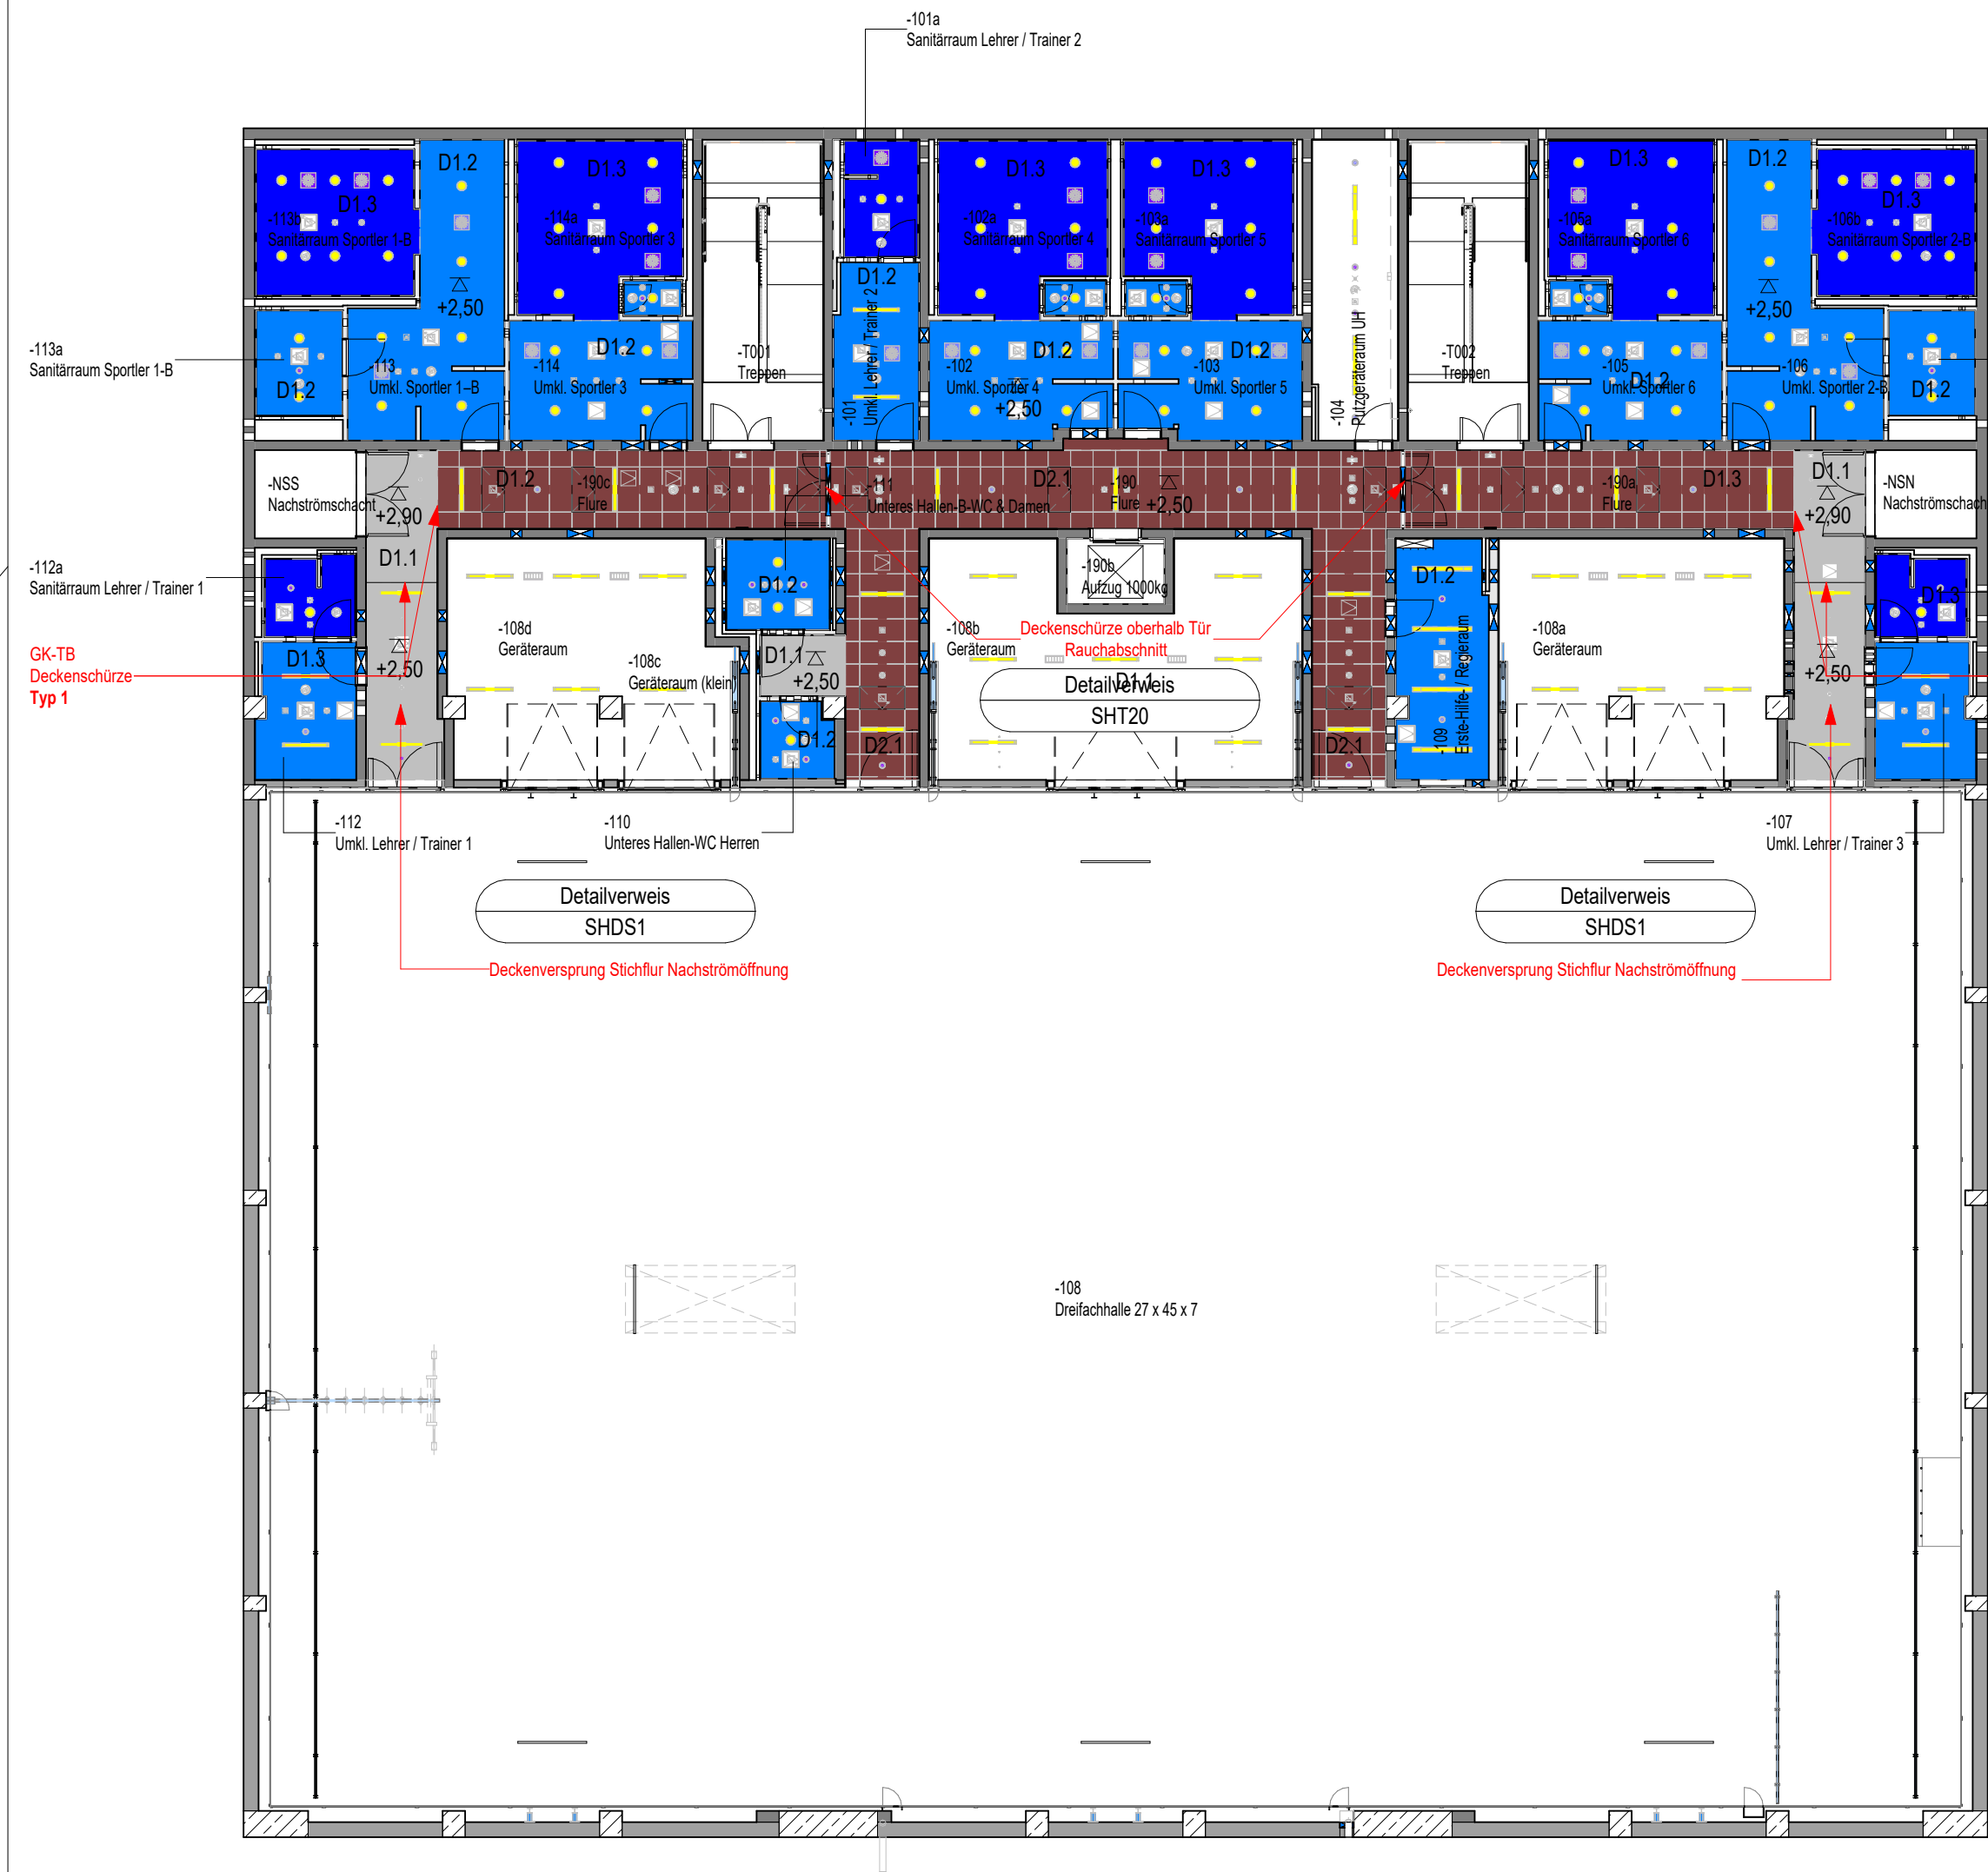 -101a
Sanitärraum Lehrer / Trainer 2
D1.3
-113b
Sanitärraum Sportler 1-B
D1.2
+2,50
D1.3
-114a
Sanitärraum Sportler 3
D1.3
-102a
Sanitärraum Sportler 4
D1.3
-103a
Sanitärraum Sportler 5
D1.3
-105a
Sanitärraum Sportler 6
D1.2
+2,50
D1.3
-106b
Sanitärraum Sportler 2-B
-113a
Sanitärraum Sportler 1-B
D1.2
-113
Umkl. Sportler 1–B
D1.2
-114
Umkl. Sportler 3
-T001
Treppen
D1.2
-101
Umkl. Lehrer / Trainer 2
D1.2
-102
Umkl. Sportler 4
+2,50
D1.2
-103
Umkl. Sportler 5
-104
Putzgeräteraum UH
-T002
Treppen
-105
D1.2
Umkl. Sportler 6
-106
Umkl. Sportler 2-B
D1.2
-NSS
Nachströmschacht
+2,90
D1.1
D1.2
-190c
Flure
-111
Unteres Hallen-B-WC & Damen
D2.1
-190
Flure
+2,50
-190a
Flure
D1.3
D1.1
+2,90
-NSN
Nachströmschach
-112a
Sanitärraum Lehrer / Trainer 1
GK-TB
Deckenschürze
Typ 1
D1.3
+2,50
-108d
Geräteraum
-108c
Geräteraum (klein)
D1.2
D1.1
+2,50
D1.2
D2.1
-190b
Aufzug 1000kg
-108b
Geräteraum
Deckenschürze oberhalb Tür
Rauchabschnitt
D1.1
Detailverweis
SHT20
D2.1
D1.2
-109
Erste-Hilfe- / Regieraum
-108a
Geräteraum
+2,50
D1.3
-112
Umkl. Lehrer / Trainer 1
-110
Unteres Hallen-WC Herren
-107
Umkl. Lehrer / Trainer 3
Detailverweis
SHDS1
Detailverweis
SHDS1
Deckenversprung Stichflur Nachströmöffnung
Deckenversprung Stichflur Nachströmöffnung
-108
Dreifachhalle 27 x 45 x 7